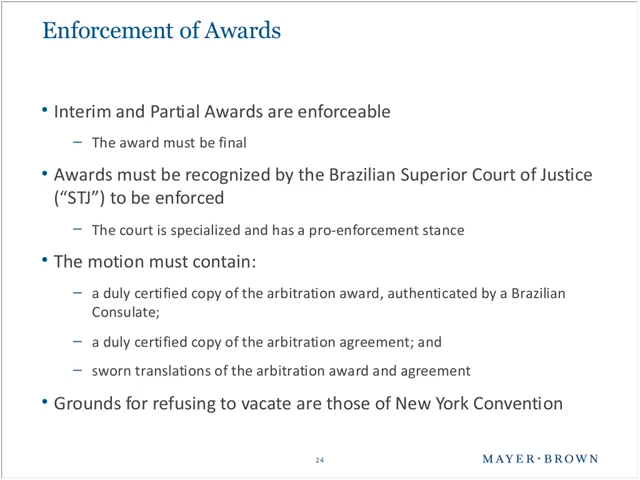 Enforcement of Awards
• Interim and Partial Awards are enforceable
– The award must be final
• Awards must be recognized by the Brazilian Superior Court of Justice
(“STJ”) to be enforced
– The court is specialized and has a pro-enforcement stance
• The motion must contain:
– a duly certified copy of the arbitration award, authenticated by a Brazilian
Consulate;
– a duly certified copy of the arbitration agreement; and
– sworn translations of the arbitration award and agreement
• Grounds for refusing to vacate are those of New York Convention
24
MAYER • BROWN